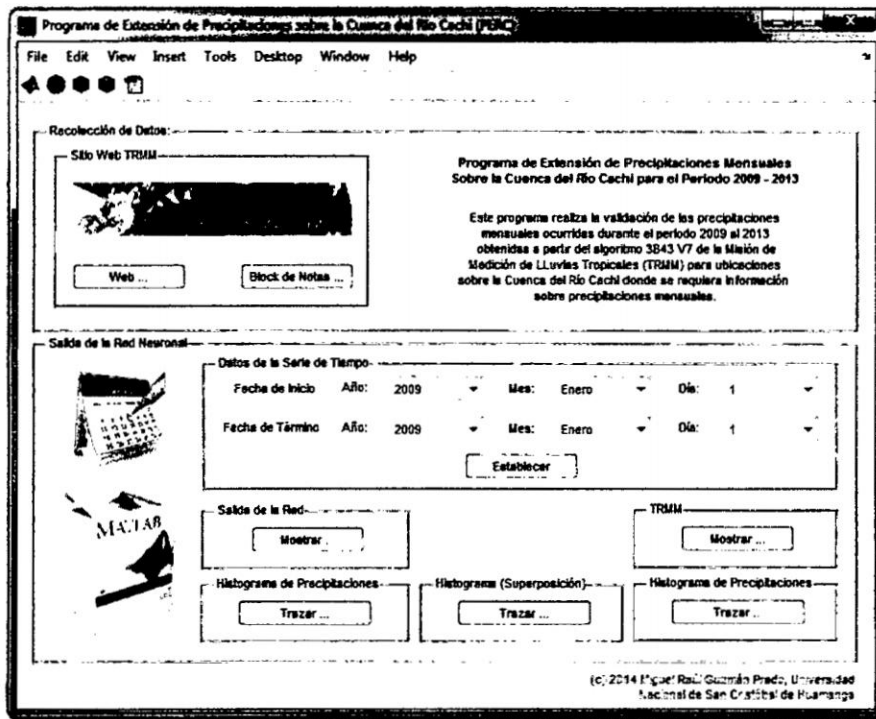 Programa de Extensión de Precipitaciones sobre la Cuenca del Río Cachi (PERC)
File Edit View Insert Tools Desktop Window Help
Recolección de Datos:
Sitio Web TRMM
Programa de Extensión de Precipitaciones Mensuales
Sobre la Cuenca del Río Cachi para el Periodo 2009 - 2013
Este programa realiza la validación de las precipitaciones
mensuales ocurridas durante el periodo 2009 al 2013
obtenidas a partir del algoritmo 3B43 V7 de la Misión de
Medición de LLuvias Tropicales (TRMM) para ubicaciones
sobre la Cuenca del Río Cachi donde se requiera información
sobre precipitaciones mensuales.
Web ... Block de Notas ...
Salida de la Red Neuronal
Datos de la Serie de Tiempo
Fecha de Inicio Año: 2009 Mes: Enero Día: 1
Fecha de Término Año: 2009 Mes: Enero Día: 1
Establecer
MATLAB
Salida de la Red
Mostrar ...
TRMM
Mostrar ...
Histograma de Precipitaciones
Trazar ...
Histograma (Superposición)
Trazar ...
Histograma de Precipitaciones
Trazar ...
(c) 2014 Miguel Raúl Guzmán Prado, Universidad
Nacional de San Cristóbal de Huamanga